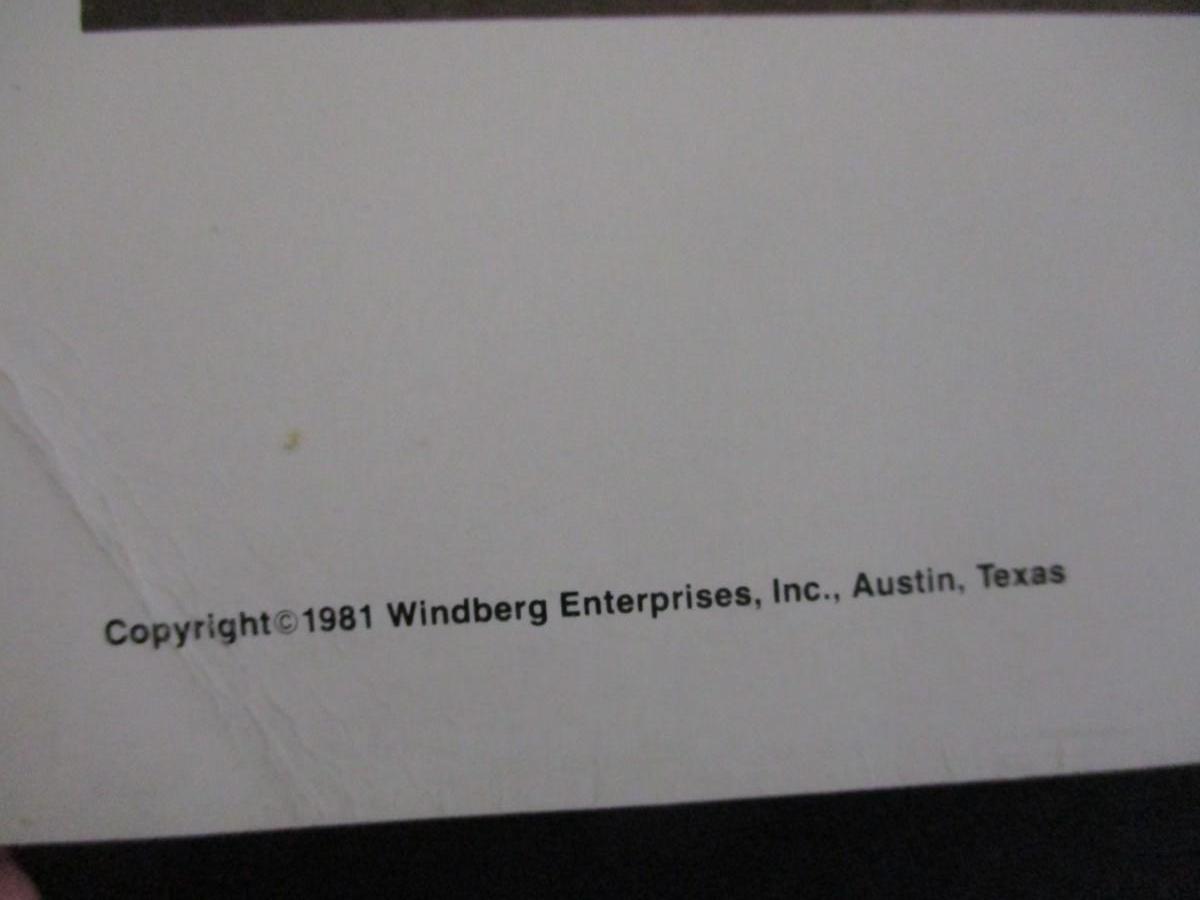 Copyright©1981 Windberg Enterprises, Inc., Austin, Texas